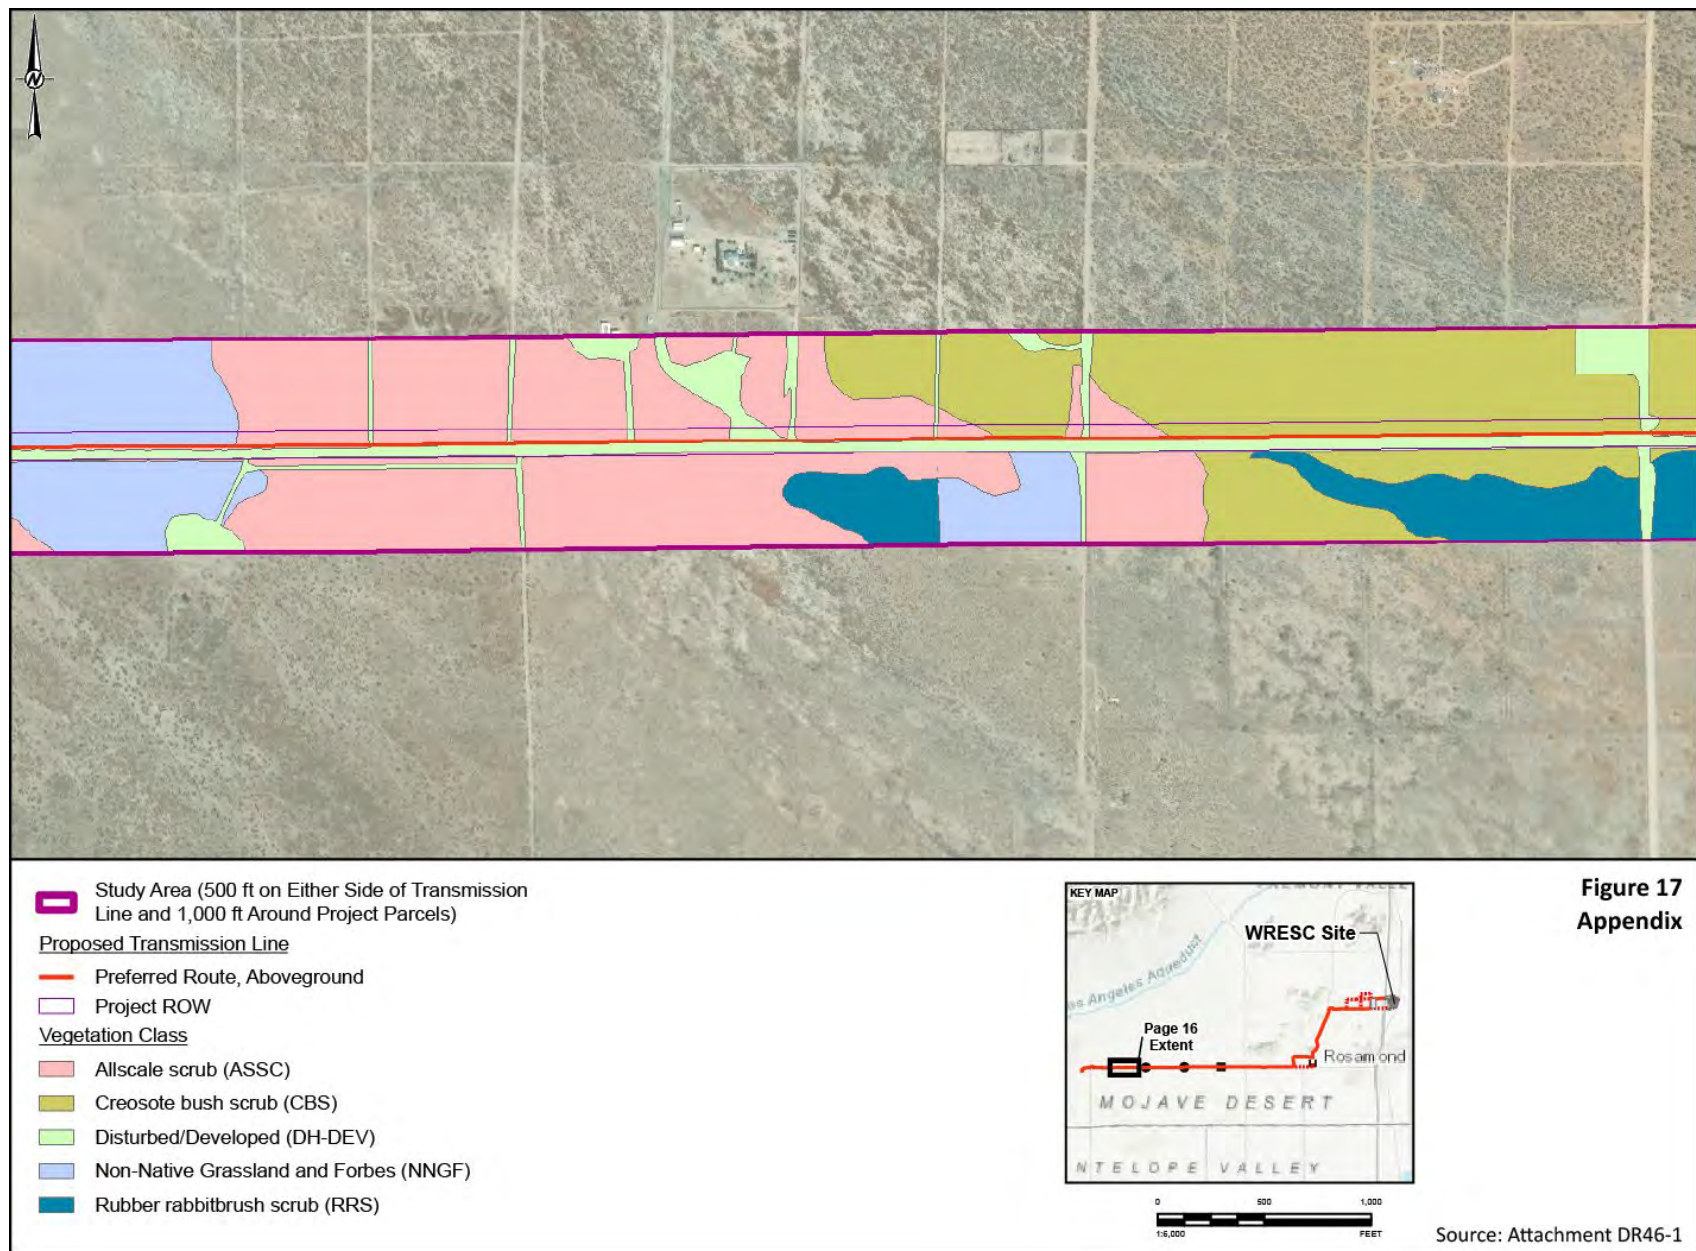 N
Study Area (500 ft on Either Side of Transmission
Line and 1,000 ft Around Project Parcels)
Proposed Transmission Line
Preferred Route, Aboveground
Project ROW
Vegetation Class
Allscale scrub (ASSC)
Creosote bush scrub (CBS)
Disturbed/Developed (DH-DEV)
Non-Native Grassland and Forbes (NNGF)
Rubber rabbitbrush scrub (RRS)
KEY MAP
WRESC Site
os Angeles Aqueduct
Page 16
Extent
Rosamond
MOJAVE DESERT
NTELOPE VALLEY
0 500 1,000
1:6,000 FEET
Figure 17
Appendix
Source: Attachment DR46-1